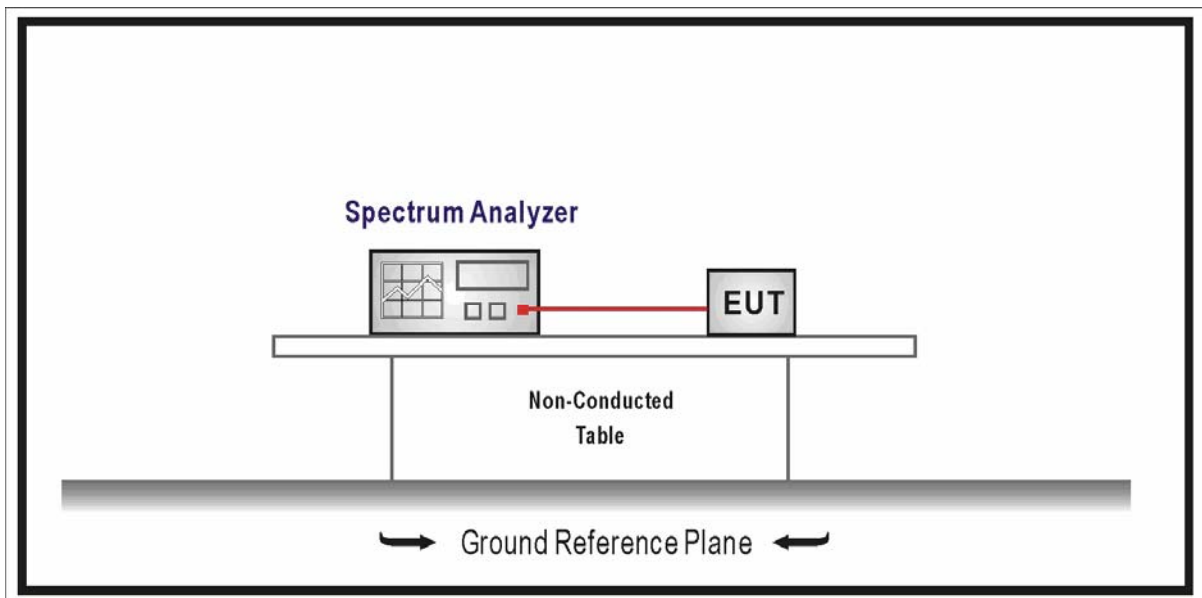 Spectrum Analyzer
EUT
Non-Conducted
Table
Ground Reference Plane